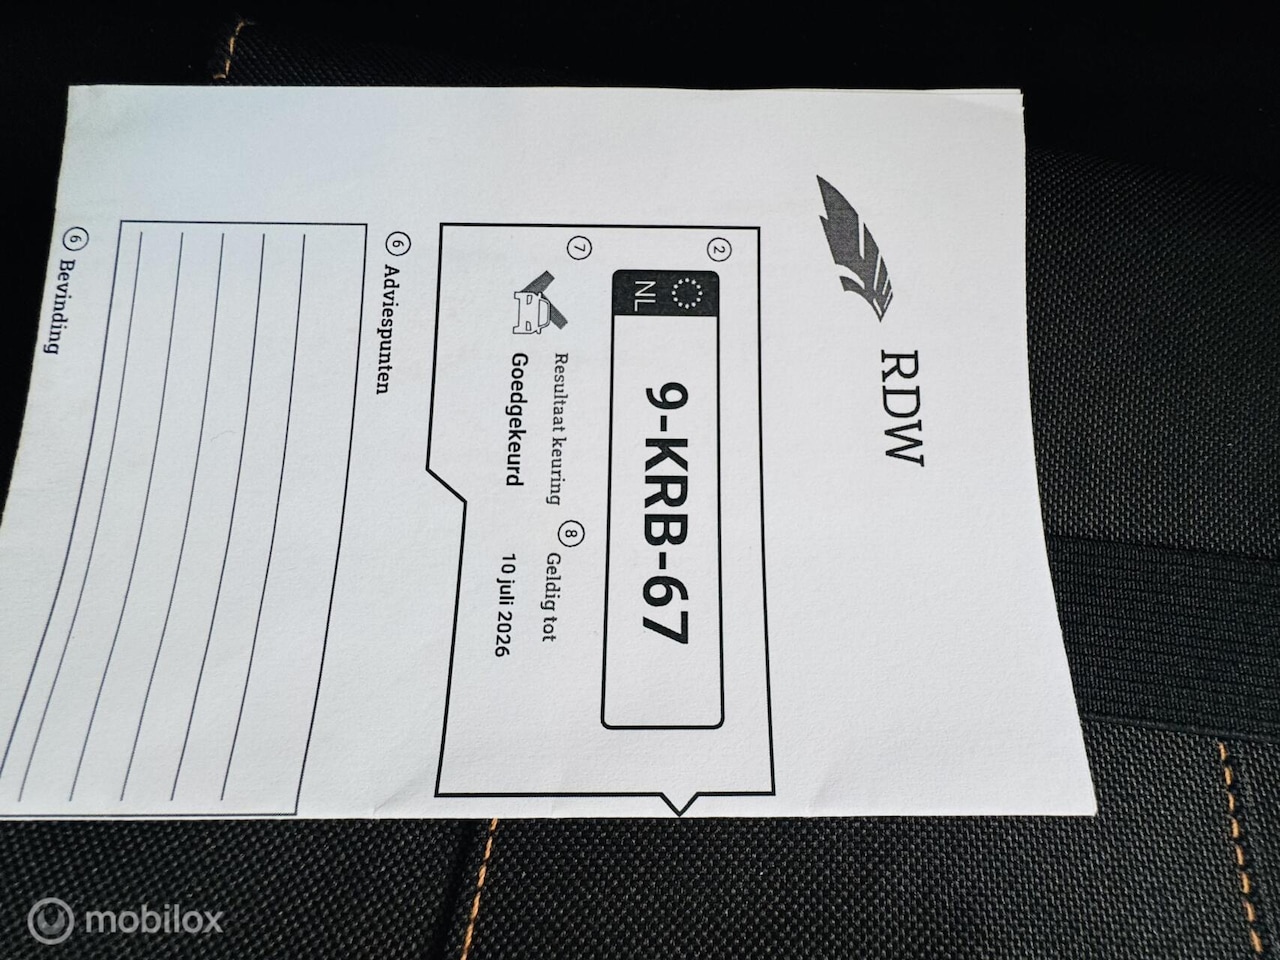 RDW
2
NL
9-KRB-67
7 Resultaat keuring
Goedgekeurd
8 Geldig tot
10 juli 2026
6 Adviespunten
6 Bevinding
mobilox